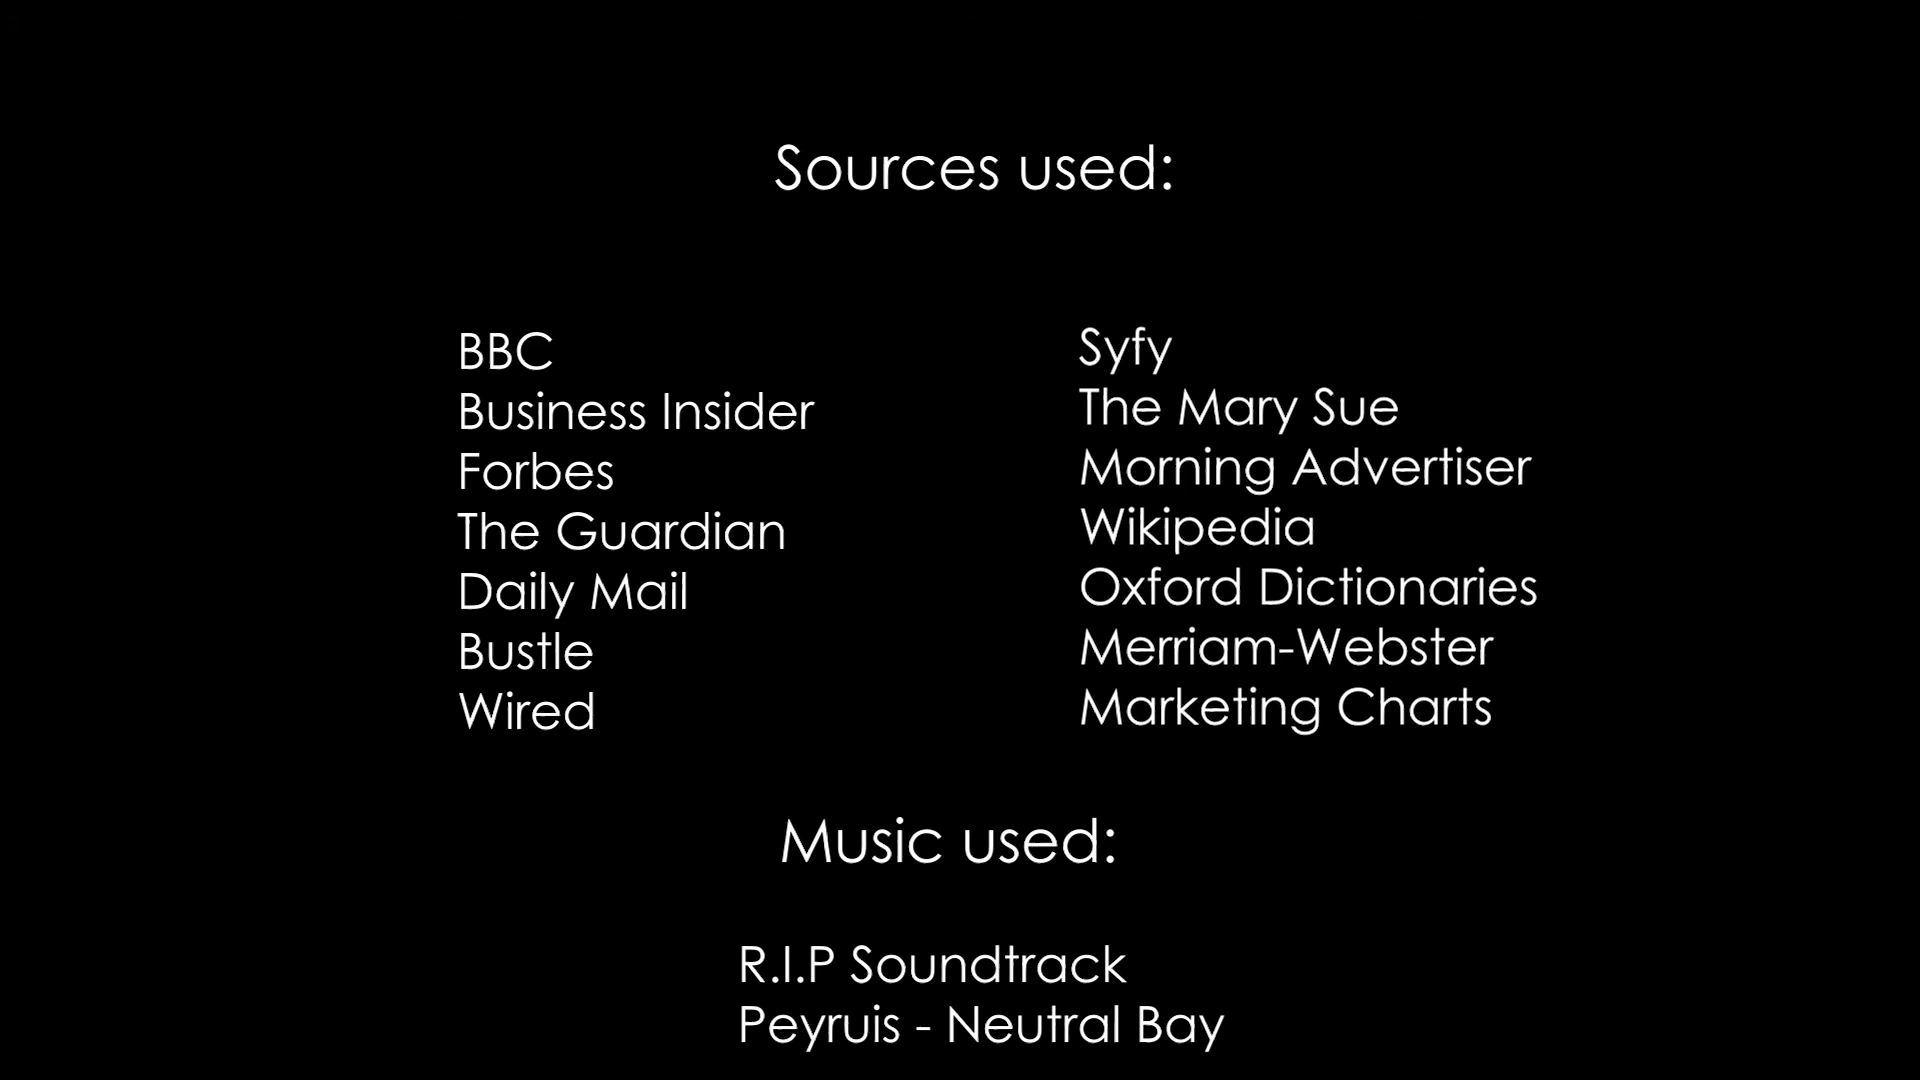 Sources used:
BBC
Business Insider
Forbes
The Guardian
Daily Mail
Bustle
Wired
Syfy
The Mary Sue
Morning Advertiser
Wikipedia
Oxford Dictionaries
Merriam-Webster
Marketing Charts
Music used:
R.I.P Soundtrack
Peyruis - Neutral Bay